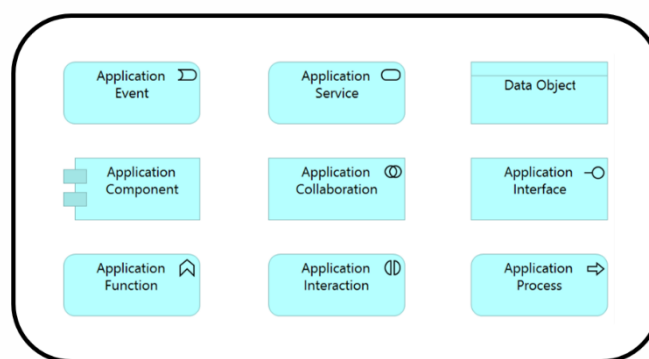 Application
Event
Application
Service
Data Object
Application
Component
Application
Collaboration
Application
Interface
Application
Function
Application
Interaction
Application
Process